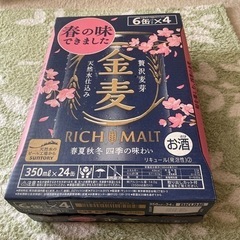 春の味
できました
6缶×4
贅沢麦芽
天然水仕込み
金麦
RICH MALT
春夏秋冬 四季の味わい
お酒
SUNTORY
350ml×24缶
リキュール(発泡性)①